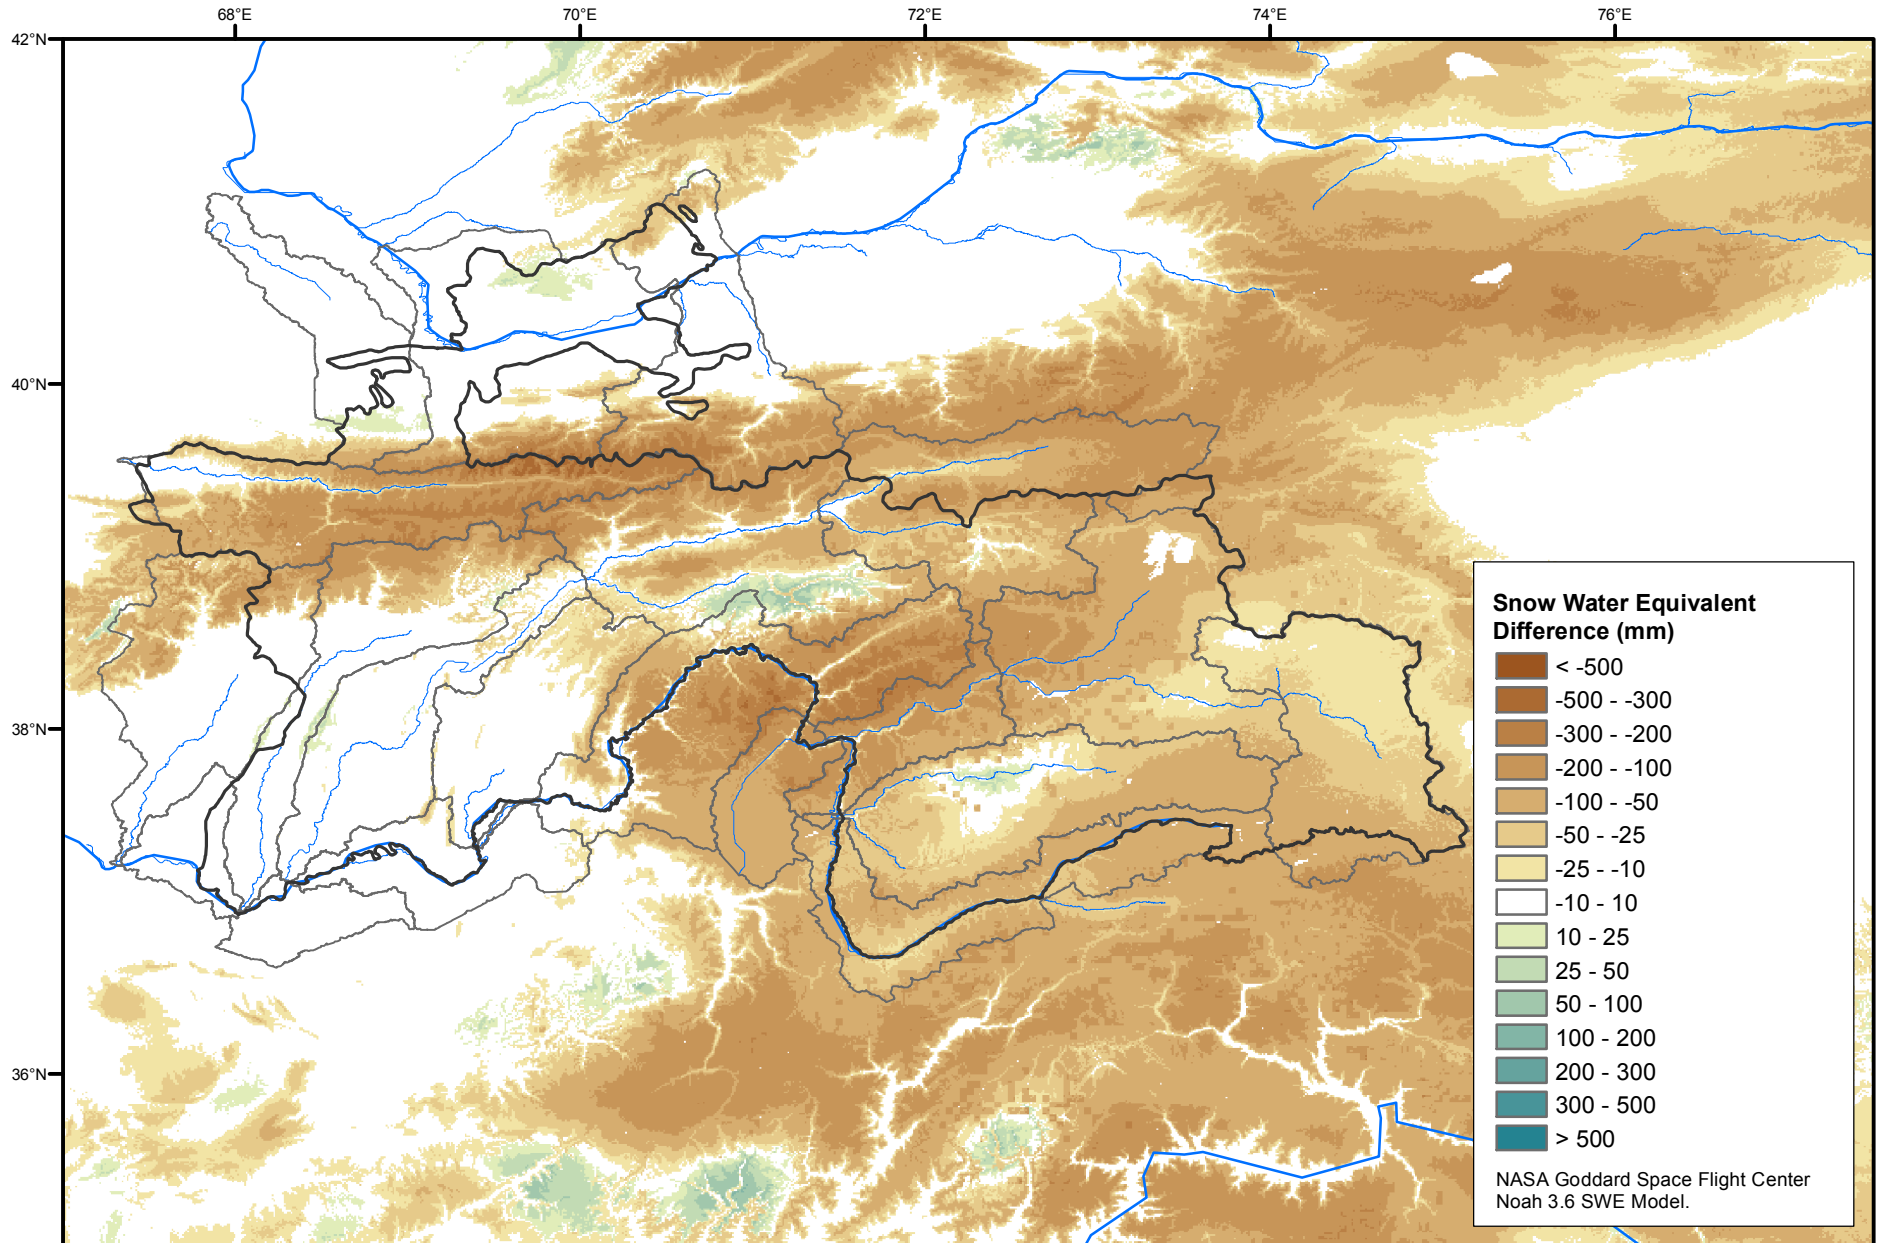 68°E
70°E
72°E
74°E
76°E
42°N
40°N
38°N
36°N
Snow Water Equivalent
Difference (mm)
< -500
-500 - -300
-300 - -200
-200 - -100
-100 - -50
-50 - -25
-25 - -10
-10 - 10
10 - 25
25 - 50
50 - 100
100 - 200
200 - 300
300 - 500
> 500
NASA Goddard Space Flight Center
Noah 3.6 SWE Model.